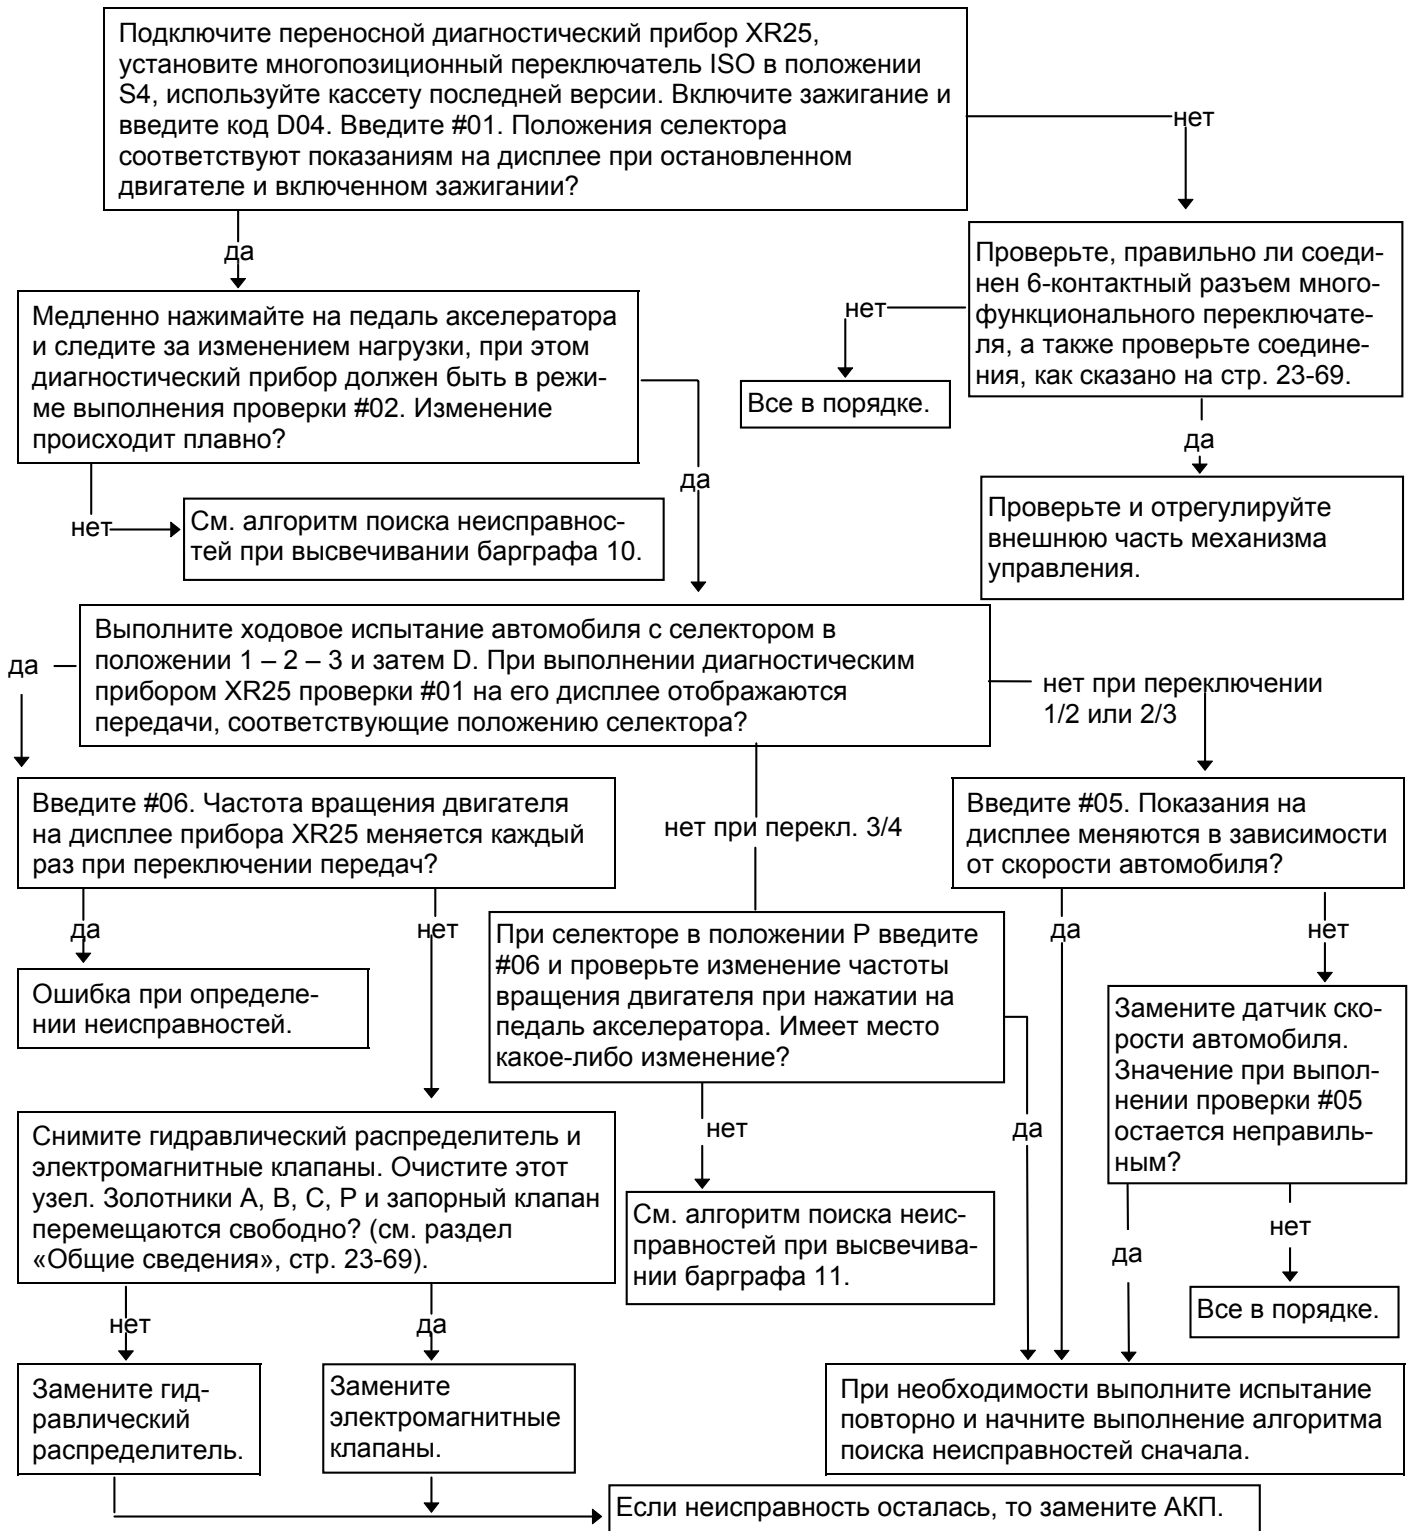 Подключите переносной диагностический прибор XR25,
установите многопозиционный переключатель ISO в положении
S4, используйте кассету последней версии. Включите зажигание и
введите код D04. Введите #01. Положения селектора
соответствуют показаниям на дисплее при остановленном
двигателе и включенном зажигании?
нет
да
Проверьте, правильно ли соеди-
нен 6-контактный разъем много-
функционального переключате-
ля, а также проверьте соедине-
ния, как сказано на стр. 23-69.
нет
Все в порядке.
да
Проверьте и отрегулируйте
внешнюю часть механизма
управления.
Медленно нажимайте на педаль акселератора
и следите за изменением нагрузки, при этом
диагностический прибор должен быть в режи-
ме выполнения проверки #02. Изменение
происходит плавно?
да
нет
См. алгоритм поиска неисправнос-
тей при высвечивании барграфа 10.
Выполните ходовое испытание автомобиля с селектором в
положении 1 – 2 – 3 и затем D. При выполнении диагностическим
прибором XR25 проверки #01 на его дисплее отображаются
передачи, соответствующие положению селектора?
да
нет при переключении
1/2 или 2/3
нет при перекл. 3/4
Введите #06. Частота вращения двигателя
на дисплее прибора XR25 меняется каждый
раз при переключении передач?
Введите #05. Показания на
дисплее меняются в зависимости
от скорости автомобиля?
да
нет
да
нет
Ошибка при определе-
нии неисправностей.
При селекторе в положении P введите
#06 и проверьте изменение частоты
вращения двигателя при нажатии на
педаль акселератора. Имеет место
какое-либо изменение?
Замените датчик ско-
рости автомобиля.
Значение при выпол-
нении проверки #05
остается неправиль-
ным?
нет
да
Снимите гидравлический распределитель и
электромагнитные клапаны. Очистите этот
узел. Золотники А, В, С, Р и запорный клапан
перемещаются свободно? (см. раздел
«Общие сведения», стр. 23-69).
См. алгоритм поиска неис-
правностей при высвечива-
нии барграфа 11.
да
нет
Все в порядке.
нет
да
Замените гид-
равлический
распределитель.
Замените
электромагнитные
клапаны.
При необходимости выполните испытание
повторно и начните выполнение алгоритма
поиска неисправностей сначала.
Если неисправность осталась, то замените АКП.